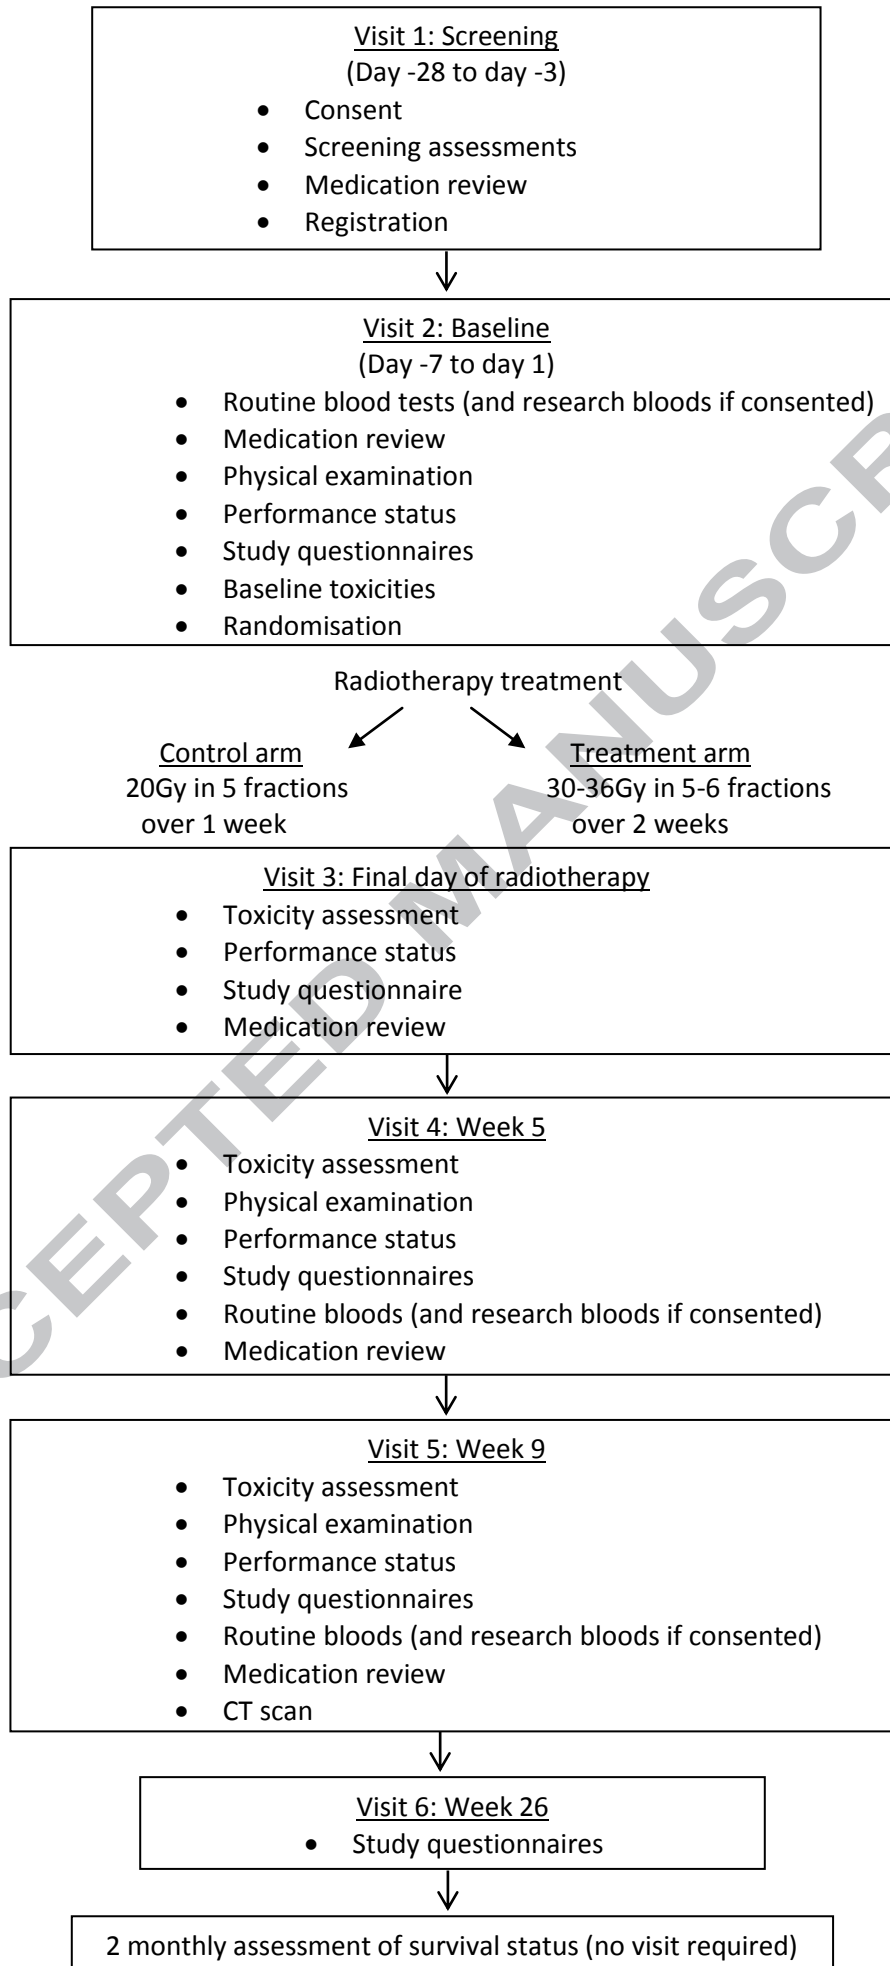 Visit 1: Screening
(Day -28 to day -3)
• Consent
• Screening assessments
• Medication review
• Registration
Visit 2: Baseline
(Day -7 to day 1)
• Routine blood tests (and research bloods if consented)
• Medication review
• Physical examination
• Performance status
• Study questionnaires
• Baseline toxicities
• Randomisation
Radiotherapy treatment
Control arm
20Gy in 5 fractions
over 1 week
Treatment arm
30-36Gy in 5-6 fractions
over 2 weeks
Visit 3: Final day of radiotherapy
• Toxicity assessment
• Performance status
• Study questionnaire
• Medication review
Visit 4: Week 5
• Toxicity assessment
• Physical examination
• Performance status
• Study questionnaires
• Routine bloods (and research bloods if consented)
• Medication review
Visit 5: Week 9
• Toxicity assessment
• Physical examination
• Performance status
• Study questionnaires
• Routine bloods (and research bloods if consented)
• Medication review
• CT scan
Visit 6: Week 26
• Study questionnaires
2 monthly assessment of survival status (no visit required)
CEPTED MANUSCR